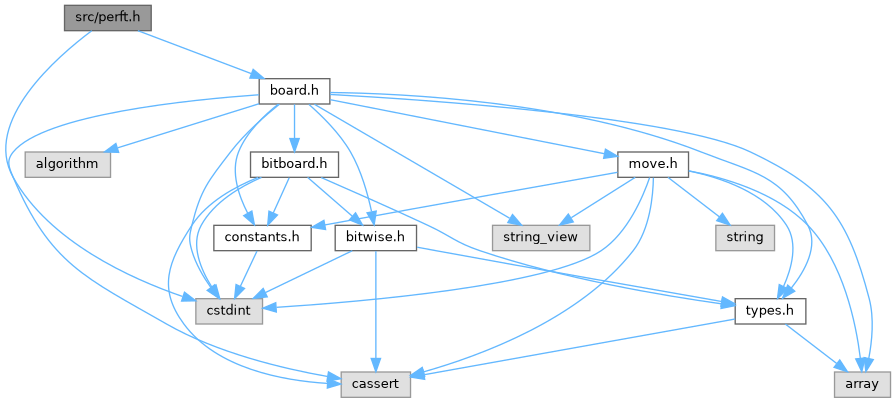 src/perft.h
board.h
algorithm
bitboard.h
move.h
constants.h
bitwise.h
string_view
string
cstdint
types.h
cassert
array